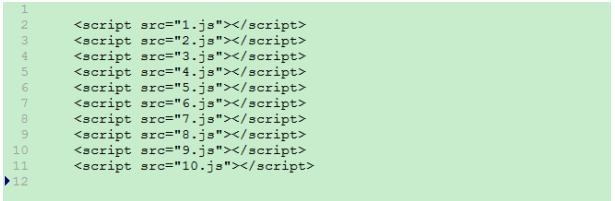 1
2 <script src="1.js"></script>
3 <script src="2.js"></script>
4 <script src="3.js"></script>
5 <script src="4.js"></script>
6 <script src="5.js"></script>
7 <script src="6.js"></script>
8 <script src="7.js"></script>
9 <script src="8.js"></script>
10 <script src="9.js"></script>
11 <script src="10.js"></script>
12